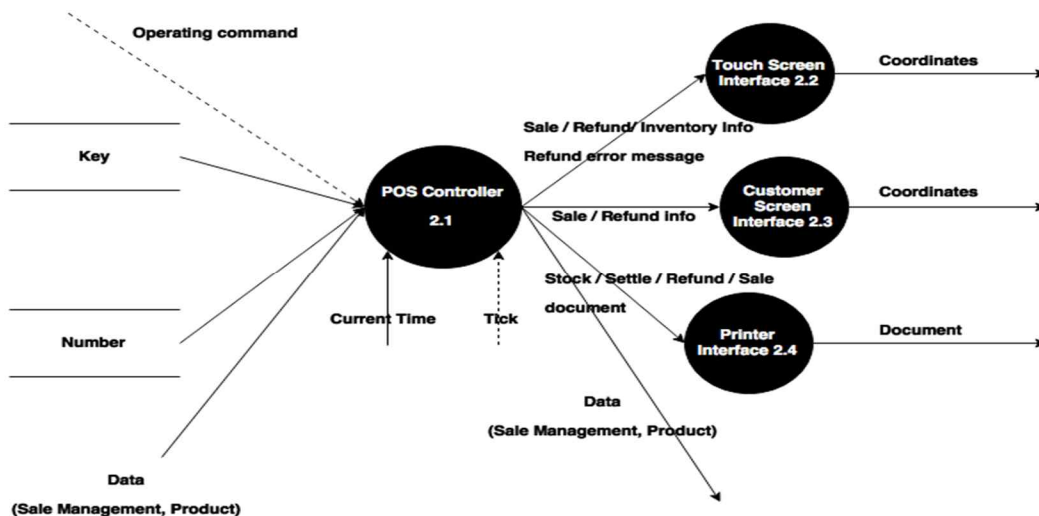 Operating command
Touch Screen
Interface 2.2
Coordinates
Sale / Refund/ Inventory info
Refund error message
Key
POS Controller
2.1
Customer
Screen
Interface 2.3
Coordinates
Sale / Refund info
Stock / Settle / Refund / Sale
document
Current Time
Tick
Number
Printer
Interface 2.4
Document
Data
(Sale Management, Product)
Data
(Sale Management, Product)